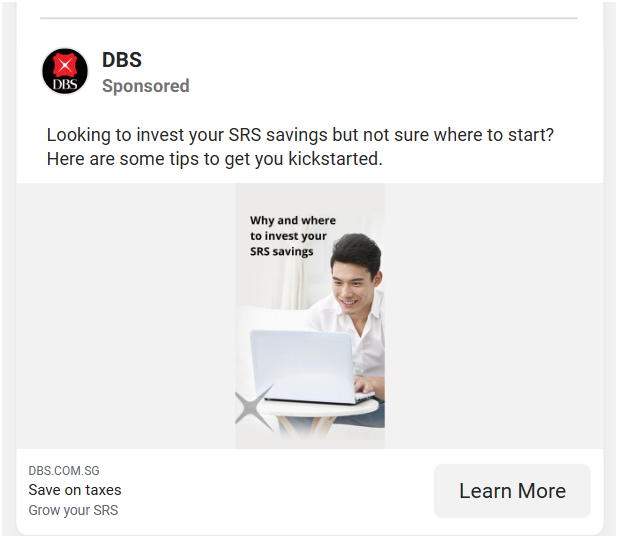 DBS
Sponsored
DBS
Looking to invest your SRS savings but not sure where to start?
Here are some tips to get you kickstarted.
Why and where
to invest your
SRS savings
DBS.COM.SG
Save on taxes
Grow your SRS
Learn More